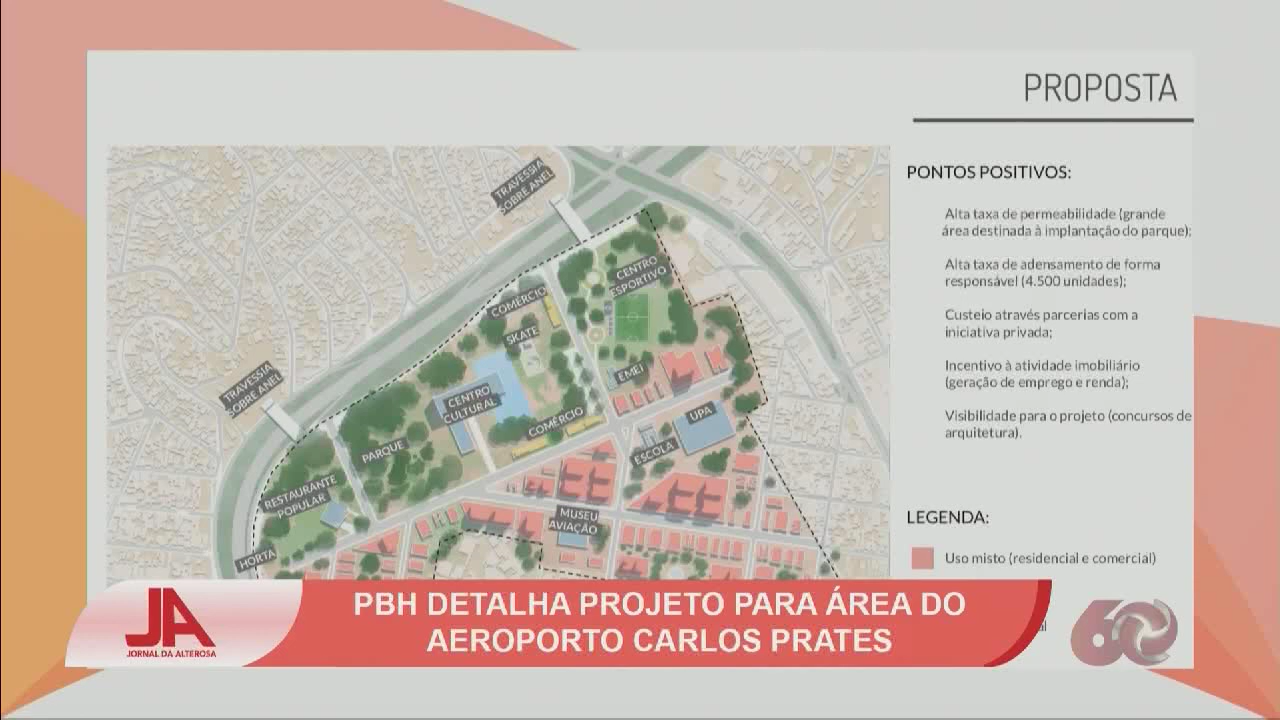 PROPOSTA
PONTOS POSITIVOS:
Alta taxa de permeabilidade (grande
área destinada à implantação do parque);
Alta taxa de adensamento de forma
responsável (4.500 unidades);
Custeio através parcerias com a
iniciativa privada;
Incentivo à atividade imobiliário
(geração de emprego e renda);
Visibilidade para o projeto (concursos de
arquitetura).
LEGENDA:
Uso misto (residencial e comercial)
TRAVESSIA
SOBRE ANEL
CENTRO
ESPORTIVO
COMÉRCIO
SKATE
TRAVESSIA
SOBRE ANEL
EMEI
CENTRO
CULTURAL
COMÉRCIO
UPA
PARQUE
ESCOLA
RESTAURANTE
POPULAR
MUSEU
AVIAÇÃO
HORTA
JA
JORNAL DA ALTEROSA
PBH DETALHA PROJETO PARA ÁREA DO
AEROPORTO CARLOS PRATES
60